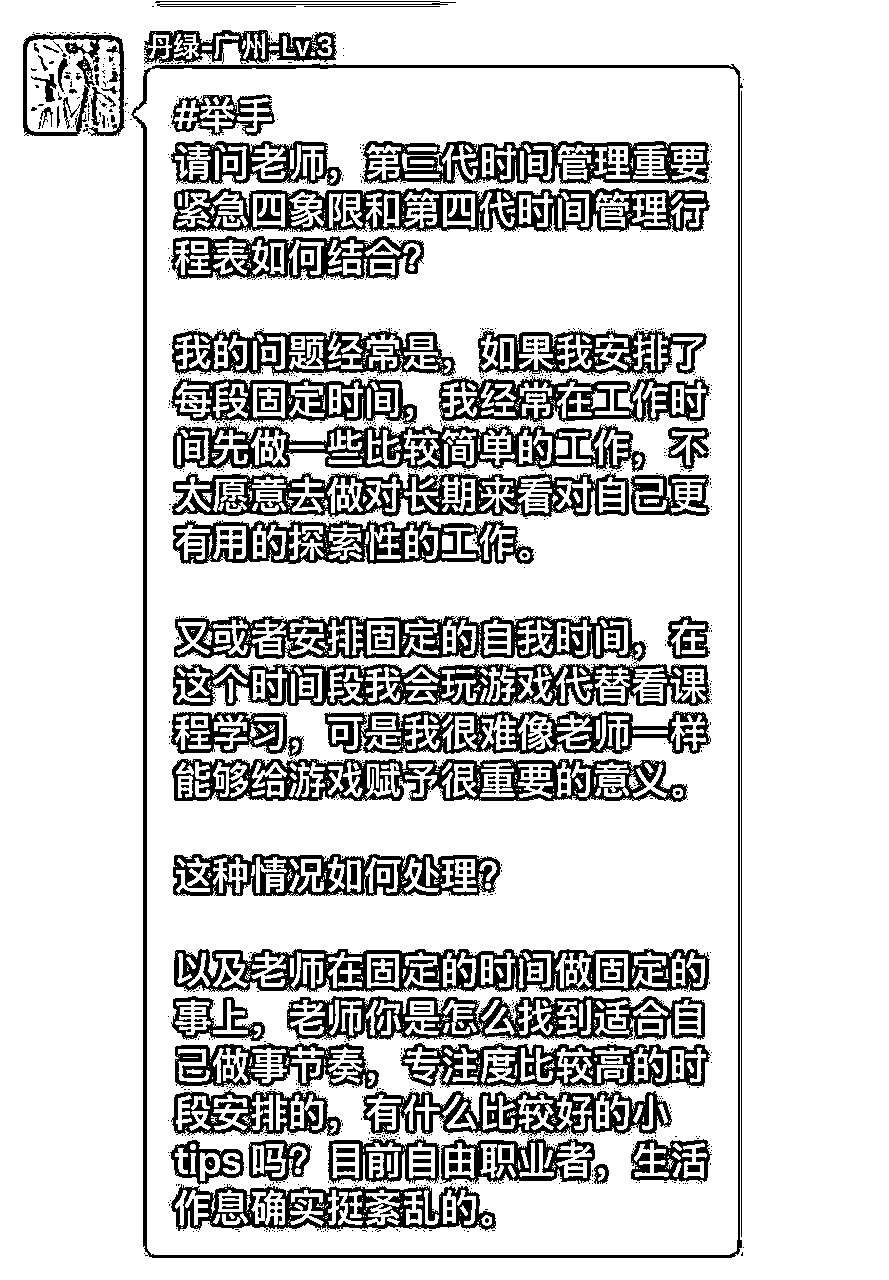 丹绿-广州-Lv.3
#举手
请问老师，第三代时间管理重要
紧急四象限和第四代时间管理行
程表如何结合？
我的问题经常是，如果我安排了
每段固定时间，我经常在工作时
间先做一些比较简单的工作，不
太愿意去做对长期来看对自己更
有用的探索性的工作。
又或者安排固定的自我时间，在
这个时间段我会玩游戏代替看课
程学习，可是我很难像老师一样
能够给游戏赋予很重要的意义。
这种情况如何处理？
以及老师在固定的时间做固定的
事上，老师你是怎么找到适合自
己做事节奏，专注度比较高的时
段安排的，有什么比较好的小
tips 吗？目前自由职业者，生活
作息确实挺紊乱的。